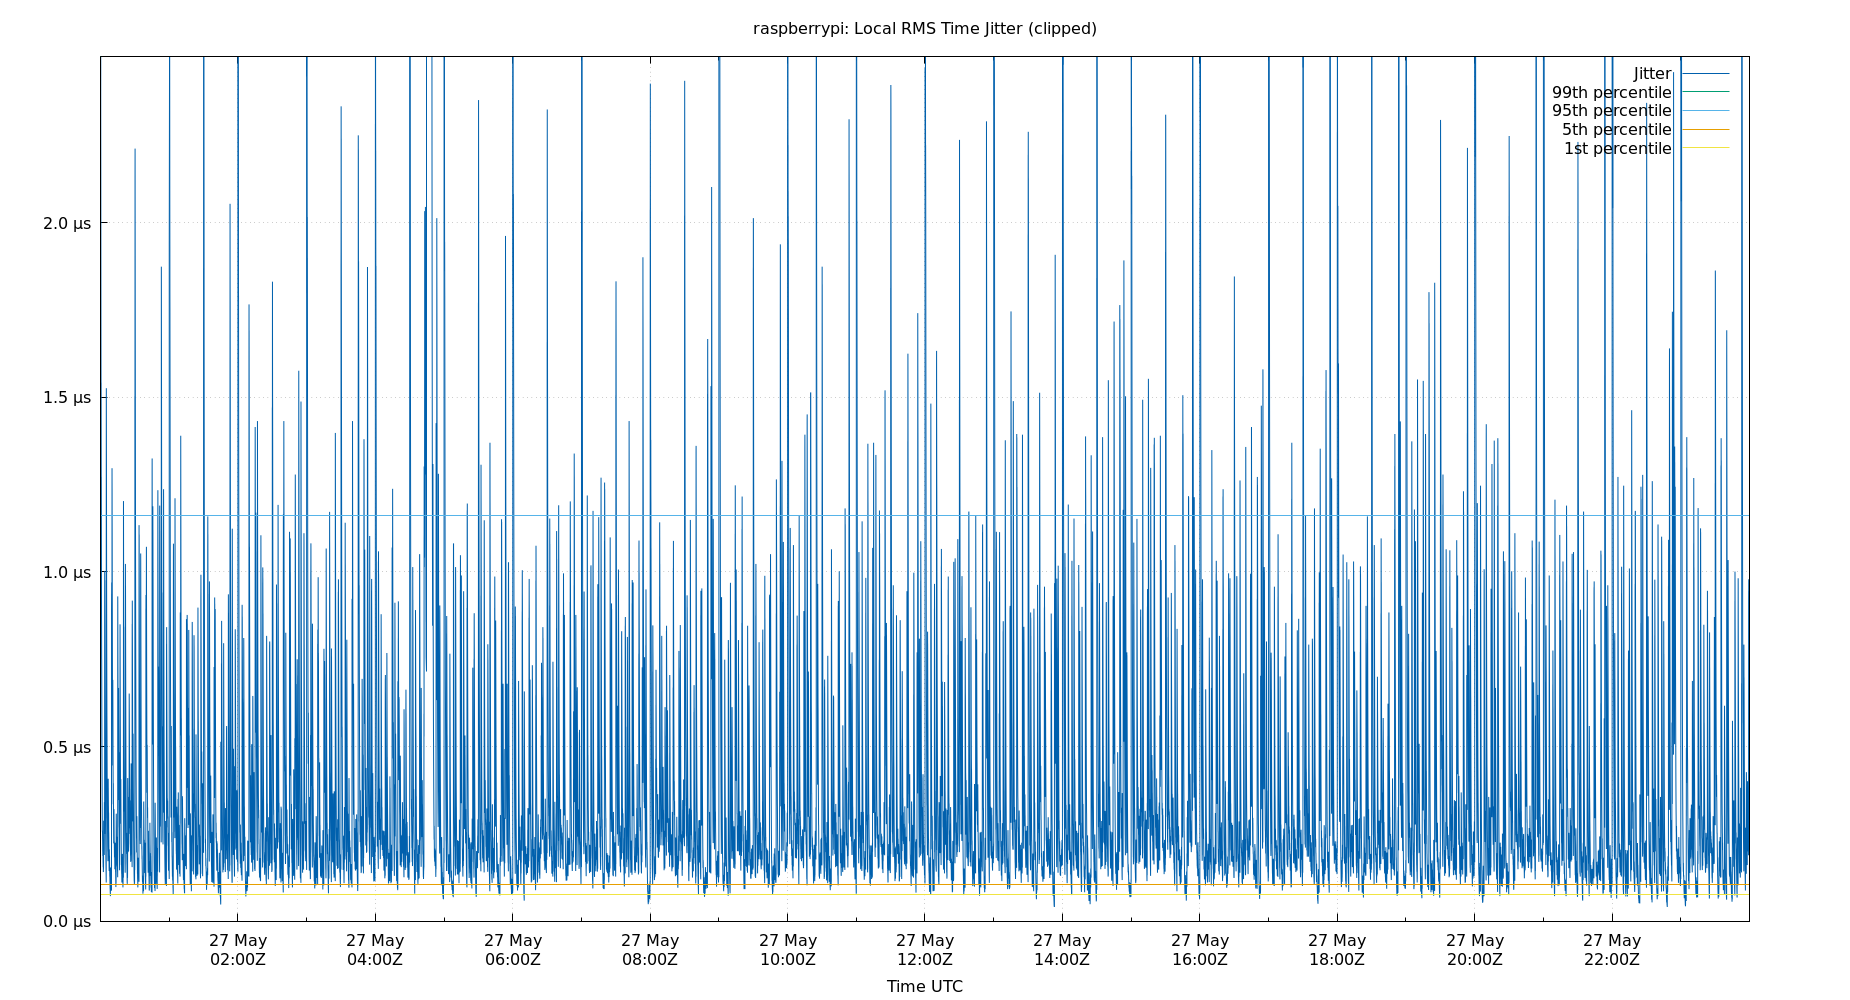 raspberrypi: Local RMS Time Jitter (clipped)
Jitter
99th percentile
95th percentile
5th percentile
1st percentile
2.0 μs
1.5 μs
1.0 μs
0.5 μs
0.0 μs
27 May 27 May 27 May 27 May 27 May 27 May 27 May 27 May 27 May 27 May 27 May
02:00Z 04:00Z 06:00Z 08:00Z 10:00Z 12:00Z 14:00Z 16:00Z 18:00Z 20:00Z 22:00Z
Time UTC